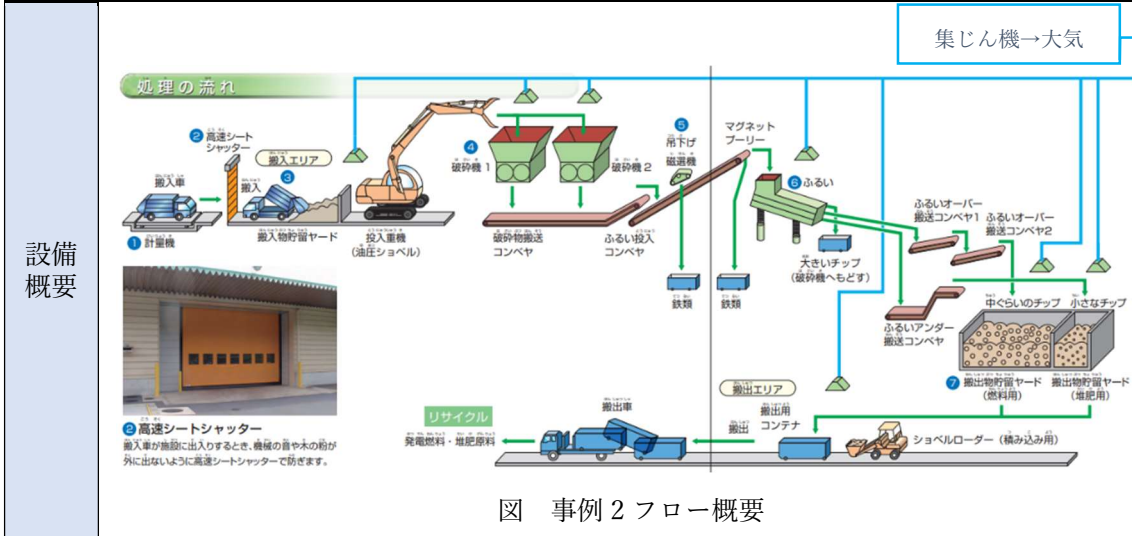 集じん機→大気
処理の流れ
設備
概要
②高速シート
シャッター
搬入エリア
搬入車
搬入
③
①計量機
搬入物貯留ヤード
投入重機
(油圧ショベル)
④
破砕機1
破砕機2
破砕物搬送
コンベヤ
ふるい投入
コンベヤ
⑤
吊下げ
磁選機
マグネット
プーリー
鉄類
鉄類
⑥ふるい
大きいチップ
(破砕機へもどす)
ふるいオーバー
搬送コンベヤ1
ふるいオーバー
搬送コンベヤ2
ふるいアンダー
搬送コンベヤ
中ぐらいのチップ
小さなチップ
⑦搬出物貯留ヤード
(燃料用)
搬出物貯留ヤード
(堆肥用)
②高速シートシャッター
搬入車が施設に出入りするとき、機械の音や木の粉が
外に出ないように高速シートシャッターで防ぎます。
リサイクル
発電燃料・堆肥原料
搬出車
搬出エリア
搬出
搬出用
コンテナ
ショベルローダー(積み込み用)
図 事例2フロー概要